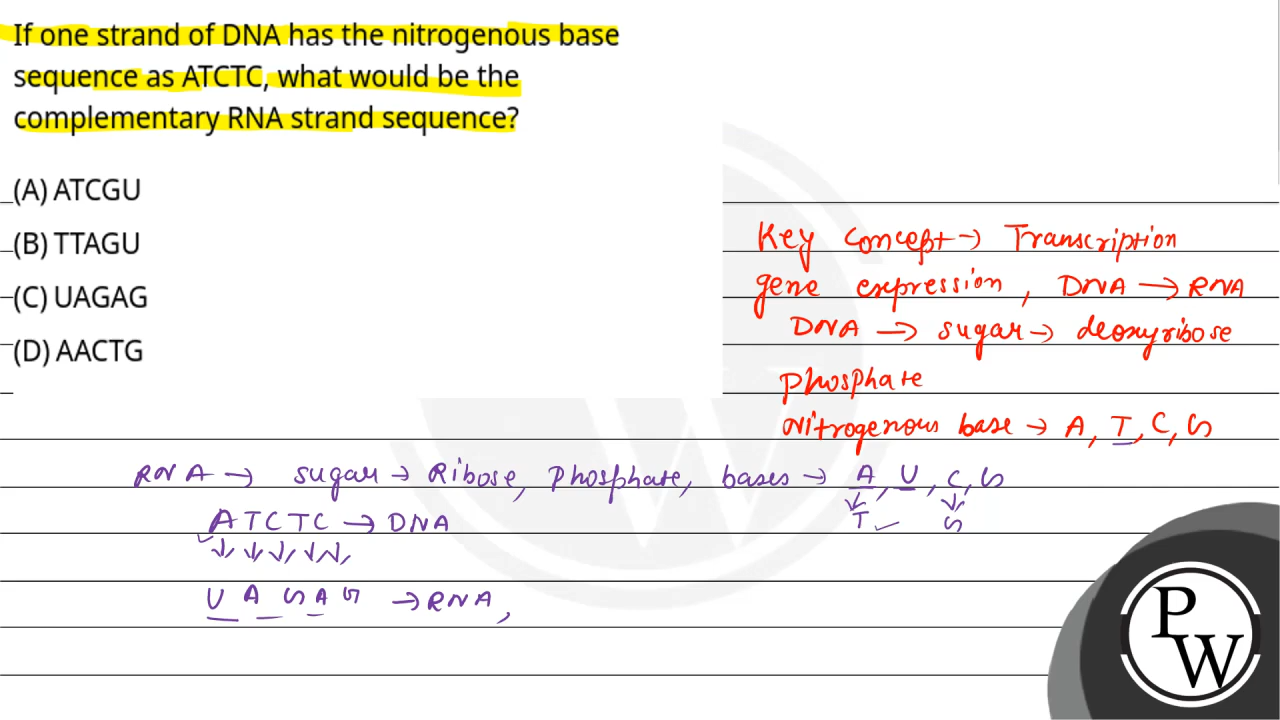 If one strand of DNA has the nitrogenous base
sequence as ATCTC, what would be the
complementary RNA strand sequence?
(A) ATCGU
(B) TTAGU
(C) UAGAG
(D) AACTG
Key concept → Transcription
gene expression, DNA → RNA
DNA → sugar → deoxyribose
phosphate
Nitrogenous base → A, T, C, G
RNA → sugar → Ribose, Phosphate, bases → A, U, C, G
T G
ATCTC → DNA
U A G A G → RNA,
P
W